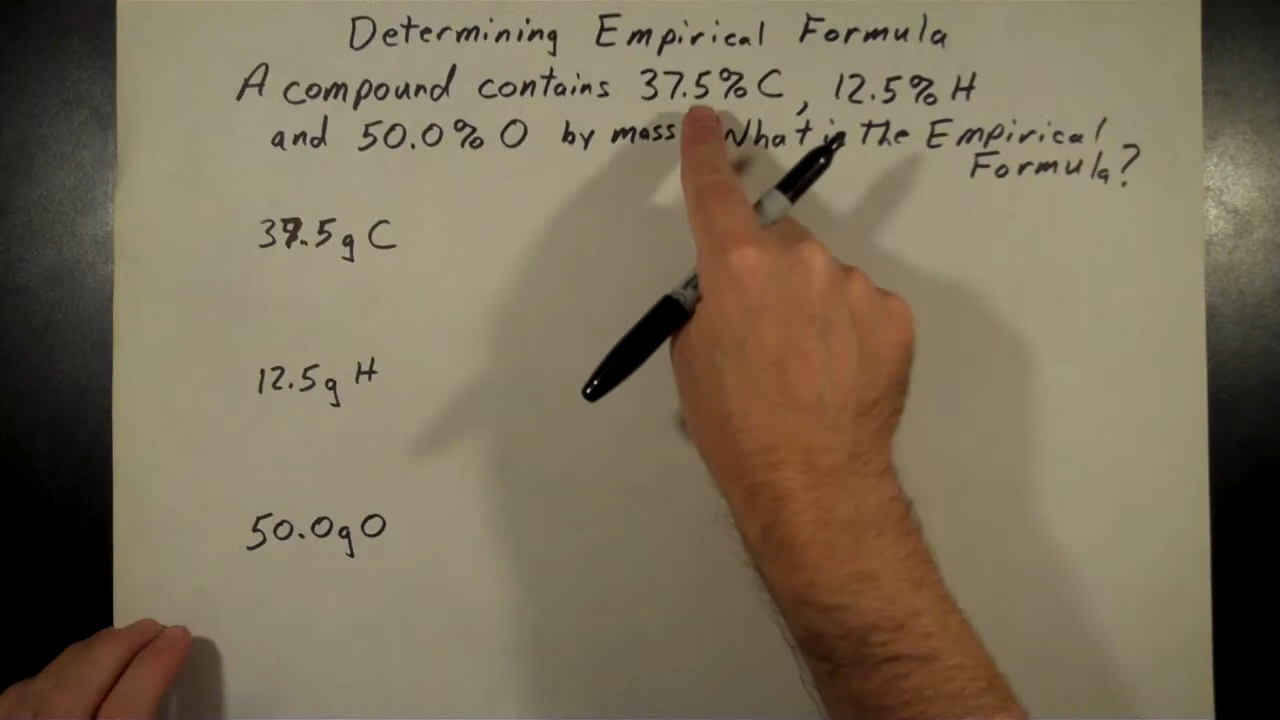 Determining Empirical Formula
A compound contains 37.5% C, 12.5% H
and 50.0% O by mass What is the Empirical
Formula?
37.5g C
12.5g H
50.0g O